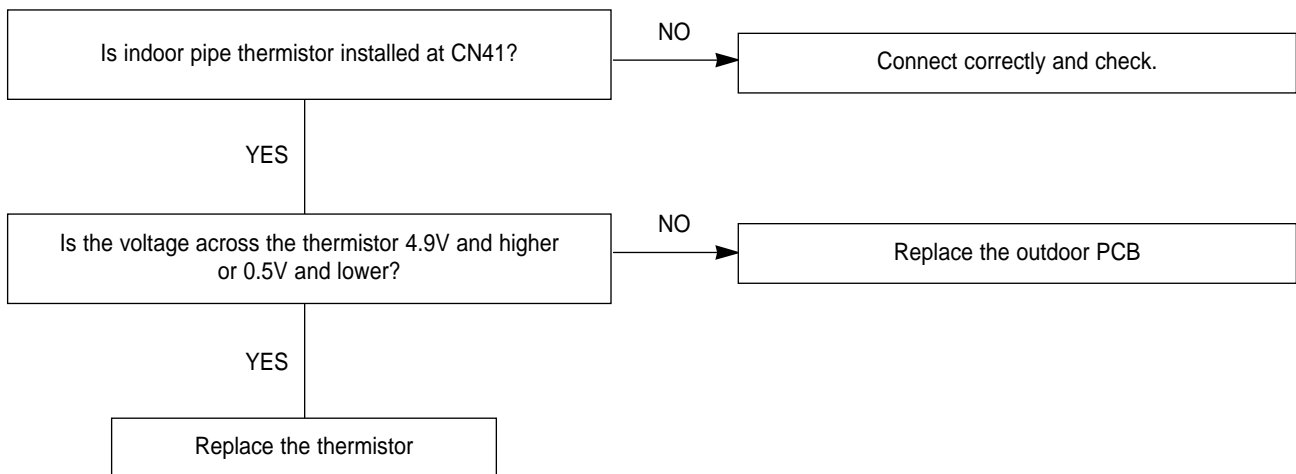 Is indoor pipe thermistor installed at CN41?
NO
Connect correctly and check.
YES
Is the voltage across the thermistor 4.9V and higher
or 0.5V and lower?
NO
Replace the outdoor PCB
YES
Replace the thermistor